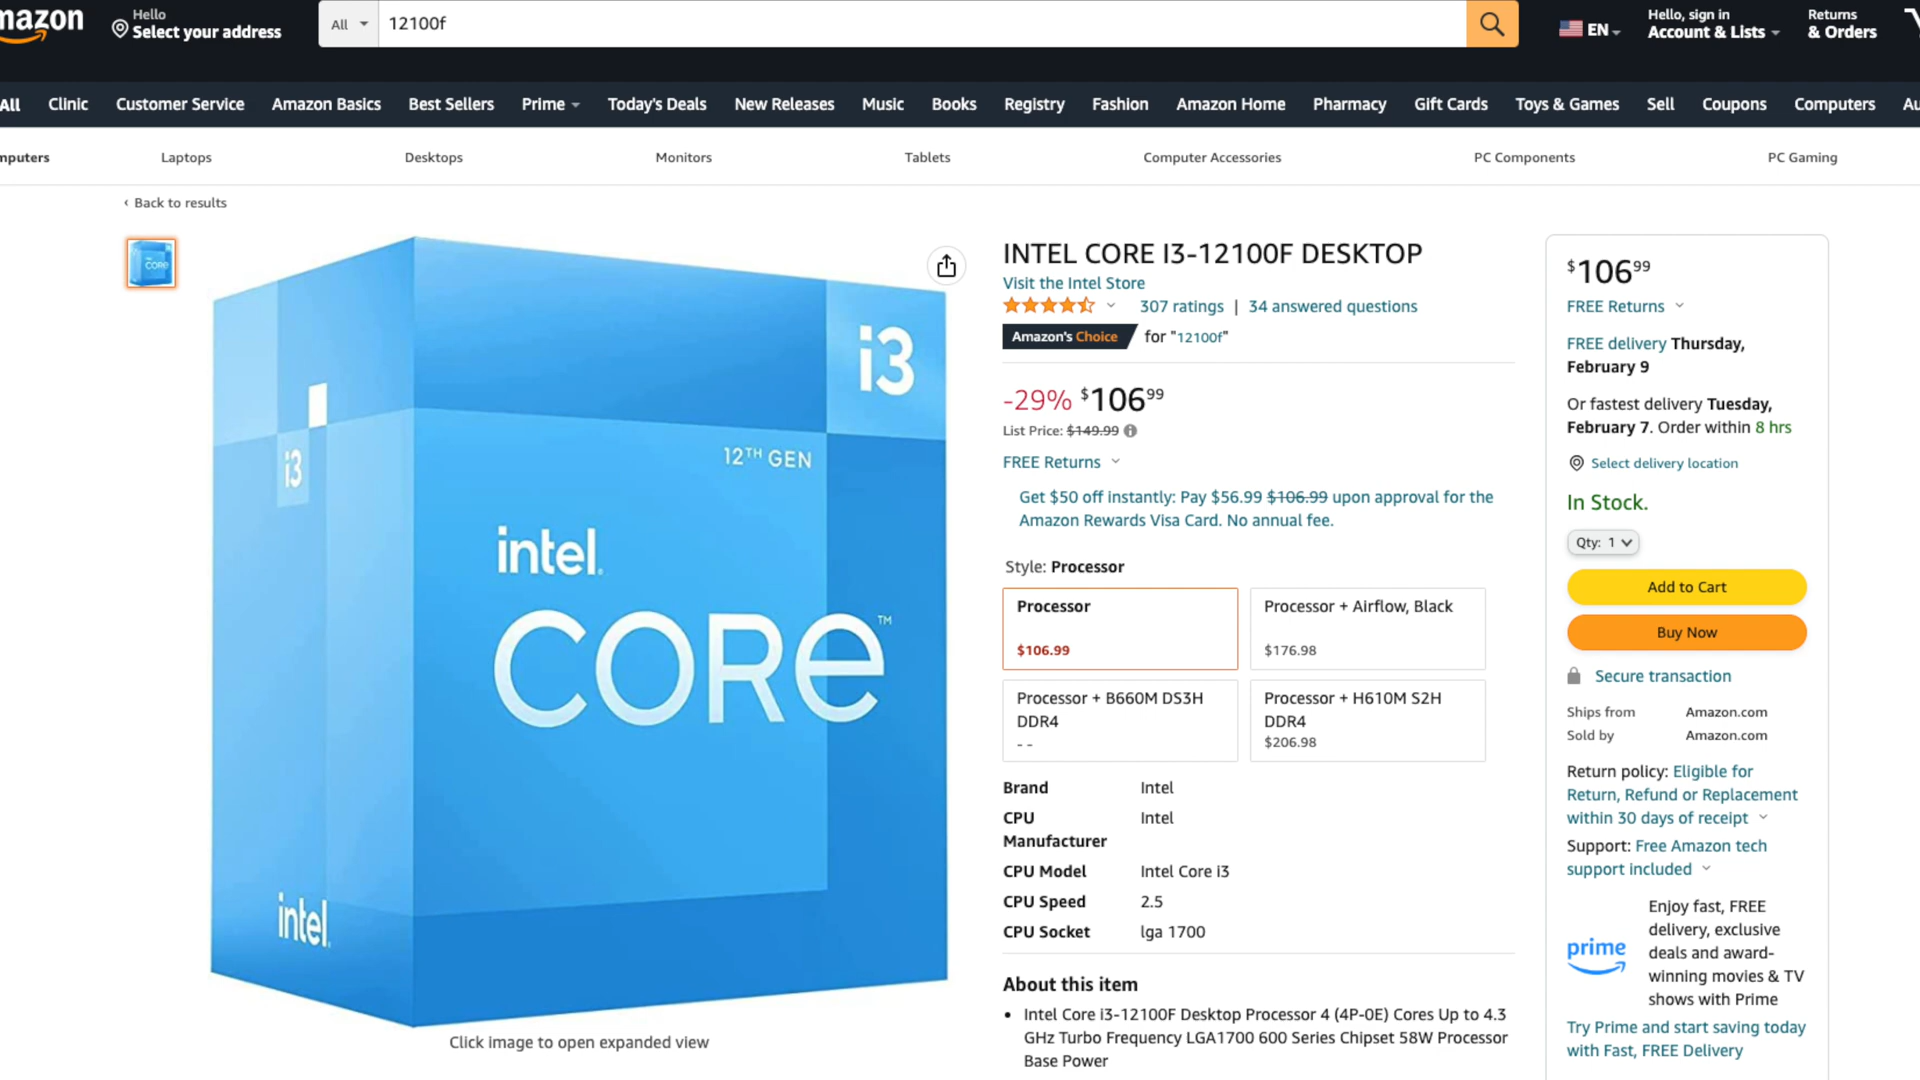 mazon
Hello
Select your address
All
12100f
EN
Hello, sign in
Account & Lists
Returns
& Orders
All Clinic Customer Service Amazon Basics Best Sellers Prime Today's Deals New Releases Music Books Registry Fashion Amazon Home Pharmacy Gift Cards Toys & Games Sell Coupons Computers Au
mputers Laptops Desktops Monitors Tablets Computer Accessories PC Components PC Gaming
‹ Back to results
CORE
i3
i3
12TH GEN
intel.
CORE™
intel.
Click image to open expanded view
INTEL CORE I3-12100F DESKTOP
Visit the Intel Store
307 ratings | 34 answered questions
Amazon's Choice for "12100f"
-29% $106⁹⁹
List Price: $149.99
FREE Returns
Get $50 off instantly: Pay $56.99 $106.99 upon approval for the
Amazon Rewards Visa Card. No annual fee.
Style: Processor
Processor
$106.99
Processor + Airflow, Black
$176.98
Processor + B660M DS3H
DDR4
- -
Processor + H610M S2H
DDR4
$206.98
Brand Intel
CPU Intel
Manufacturer
CPU Model Intel Core i3
CPU Speed 2.5
CPU Socket lga 1700
About this item
• Intel Core i3-12100F Desktop Processor 4 (4P-0E) Cores Up to 4.3
GHz Turbo Frequency LGA1700 600 Series Chipset 58W Processor
Base Power
$106⁹⁹
FREE Returns
FREE delivery Thursday,
February 9
Or fastest delivery Tuesday,
February 7. Order within 8 hrs
Select delivery location
In Stock.
Qty: 1
Add to Cart
Buy Now
Secure transaction
Ships from Amazon.com
Sold by Amazon.com
Return policy: Eligible for
Return, Refund or Replacement
within 30 days of receipt
Support: Free Amazon tech
support included
prime
Enjoy fast, FREE
delivery, exclusive
deals and award-
winning movies & TV
shows with Prime
Try Prime and start saving today
with Fast, FREE Delivery